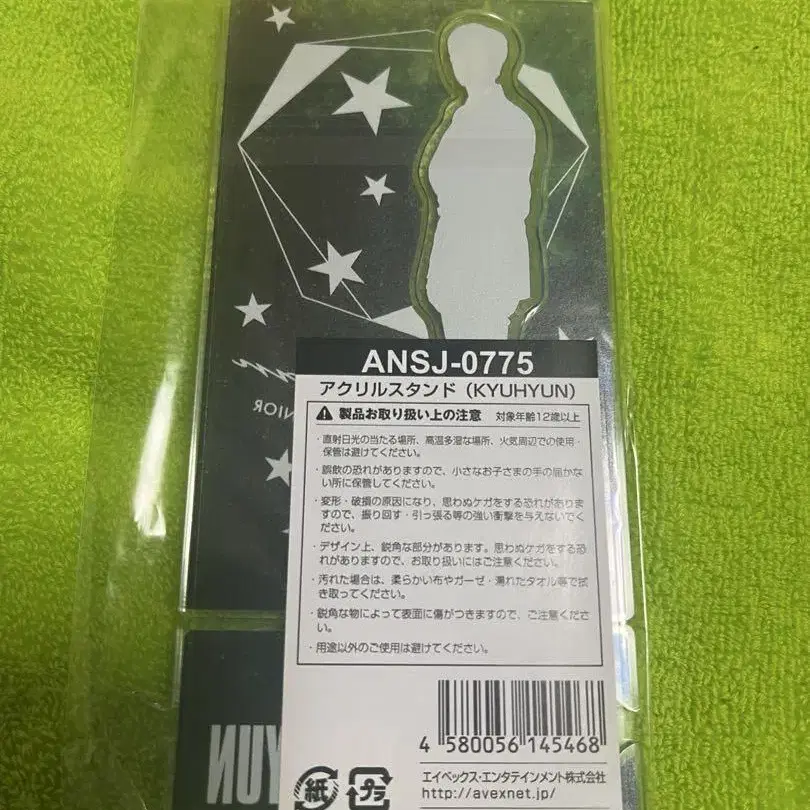 ANSJ-0775
アクリルスタンド（KYUHYUN）
製品お取り扱い上の注意 対象年齢12歳以上
・直射日光の当たる場所、高温多湿な場所、火気周辺での使用・
保管は避けてください。
・誤飲の恐れがありますので、小さなお子さまの手の届かな
い所に保管してください。
・変形・破損の原因になり、思わぬケガをする恐れがありま
すので、振り回す・引っ張る等の強い衝撃を与えないでく
ださい。
・デザイン上、鋭角な部分があります。思わぬケガをする恐
れがありますので、お取り扱いにはご注意ください。
・汚れた場合は、柔らかい布やガーゼ・濡れたタオル等で拭
き取ってください。
・鋭角な物によって表面に傷がつきますので、ご注意くださ
い。
・用途以外のご使用は避けてください。
4 580056 145468
エイベックス・エンタテインメント株式会社
http://avexnet.jp/
紙 プラ
NIOR
YUN